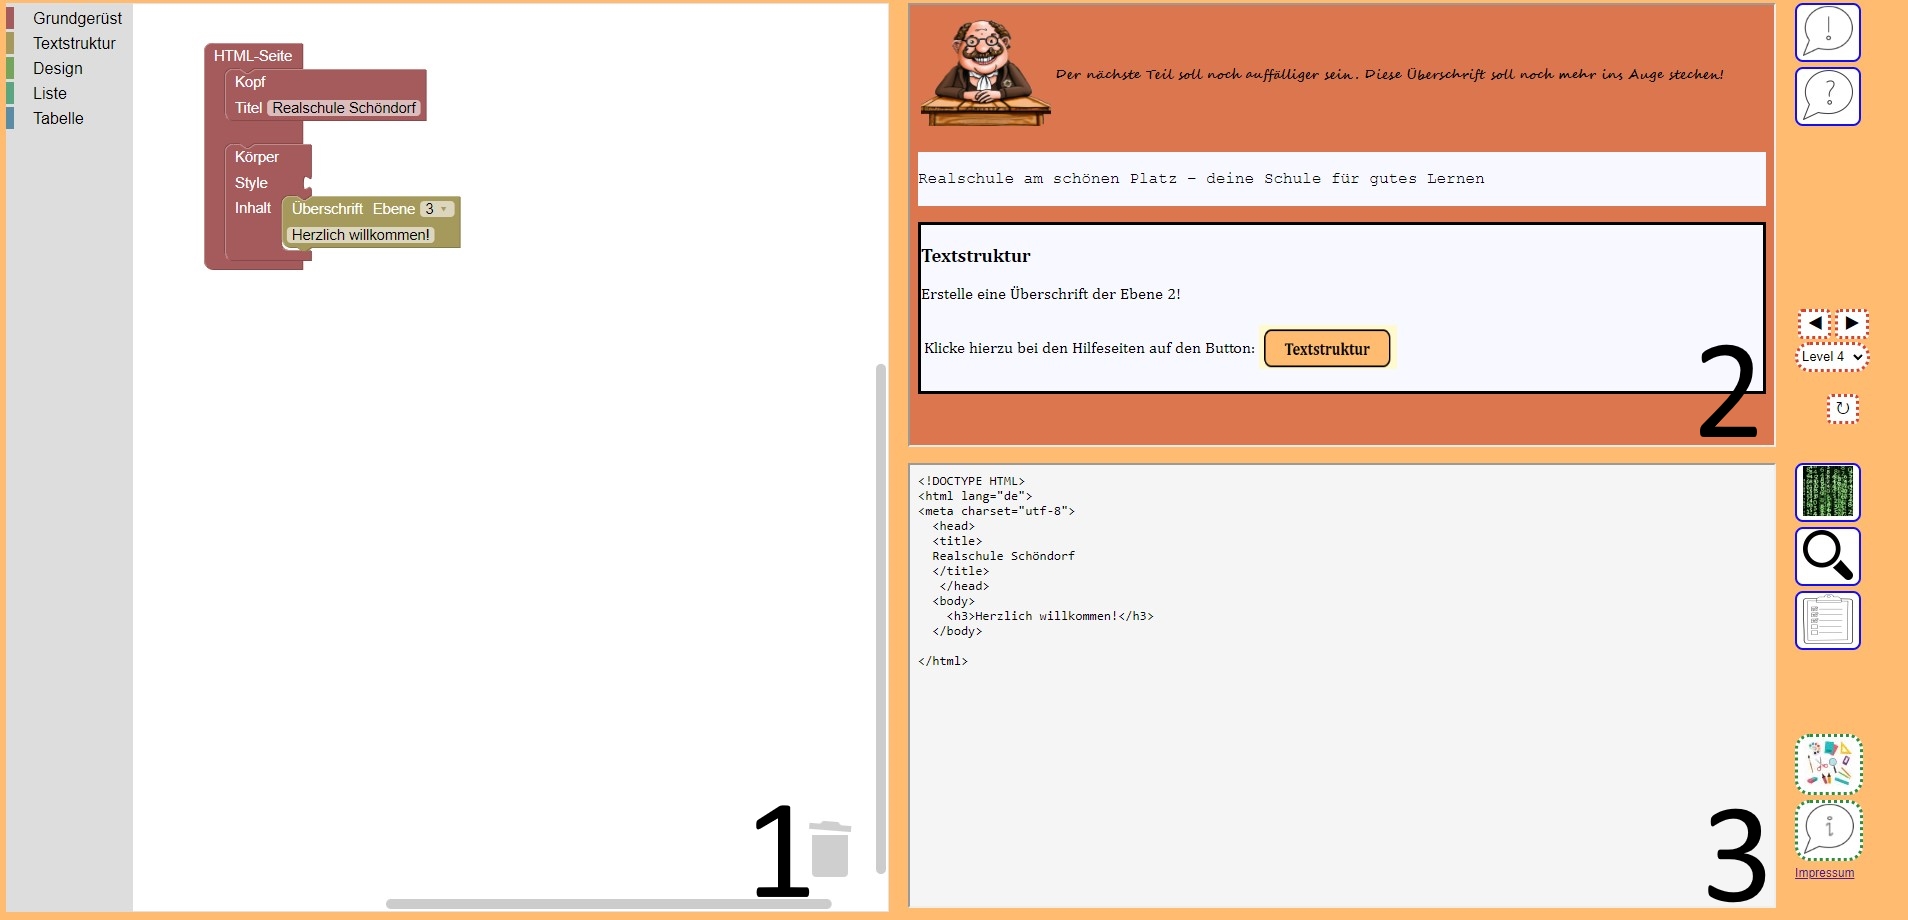 Grundgerüst
Textstruktur
Design
Liste
Tabelle
HTML-Seite
Kopf
Titel Realschule Schöndorf
Körper
Style
Inhalt Überschrift Ebene 3
Herzlich willkommen!
1
Der nächste Teil soll noch auffälliger sein. Diese Überschrift soll noch mehr ins Auge stechen!
Realschule am schönen Platz - deine Schule für gutes Lernen
Textstruktur
Erstelle eine Überschrift der Ebene 2!
Klicke hierzu bei den Hilfeseiten auf den Button: Textstruktur
2
<!DOCTYPE HTML>
<html lang="de">
<meta charset="utf-8">
<head>
<title>
Realschule Schöndorf
</title>
</head>
<body>
<h3>Herzlich willkommen!</h3>
</body>
</html>
3
!
?
◀ ▶
Level 4
↻
i
Impressum